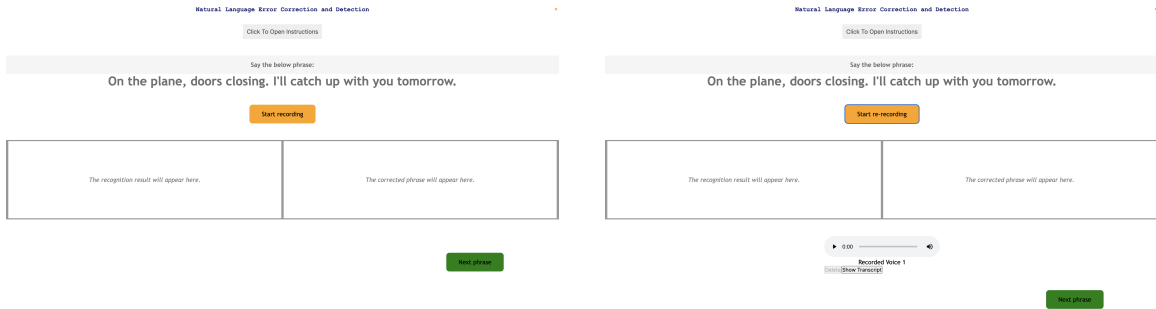 Natural Language Error Correction and Detection
Click To Open Instructions
Say the below phrase:
On the plane, doors closing. I'll catch up with you tomorrow.
Start recording
The recognition result will appear here.
The corrected phrase will appear here.
Next phrase
Natural Language Error Correction and Detection
Click To Open Instructions
Say the below phrase:
On the plane, doors closing. I'll catch up with you tomorrow.
Start re-recording
The recognition result will appear here.
The corrected phrase will appear here.
0:00
Recorded Voice 1
Delete Show Transcript
Next phrase